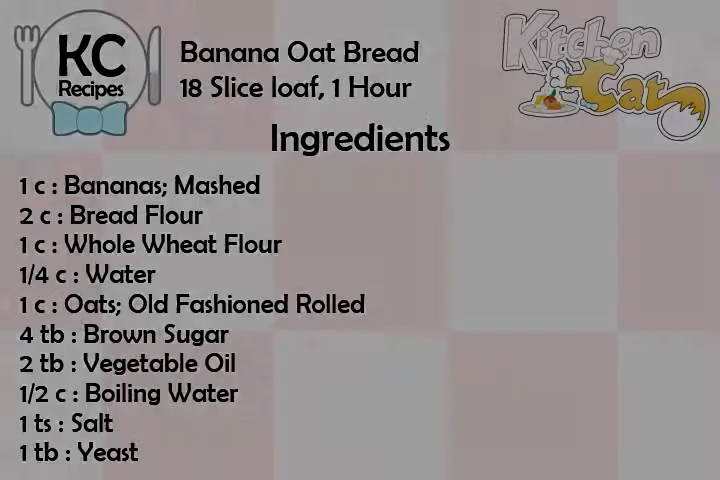 KC
Recipes
Banana Oat Bread
18 Slice loaf, 1 Hour
Kitchen
Cat
Ingredients
1 c : Bananas; Mashed
2 c : Bread Flour
1 c : Whole Wheat Flour
1/4 c : Water
1 c : Oats; Old Fashioned Rolled
4 tb : Brown Sugar
2 tb : Vegetable Oil
1/2 c : Boiling Water
1 ts : Salt
1 tb : Yeast